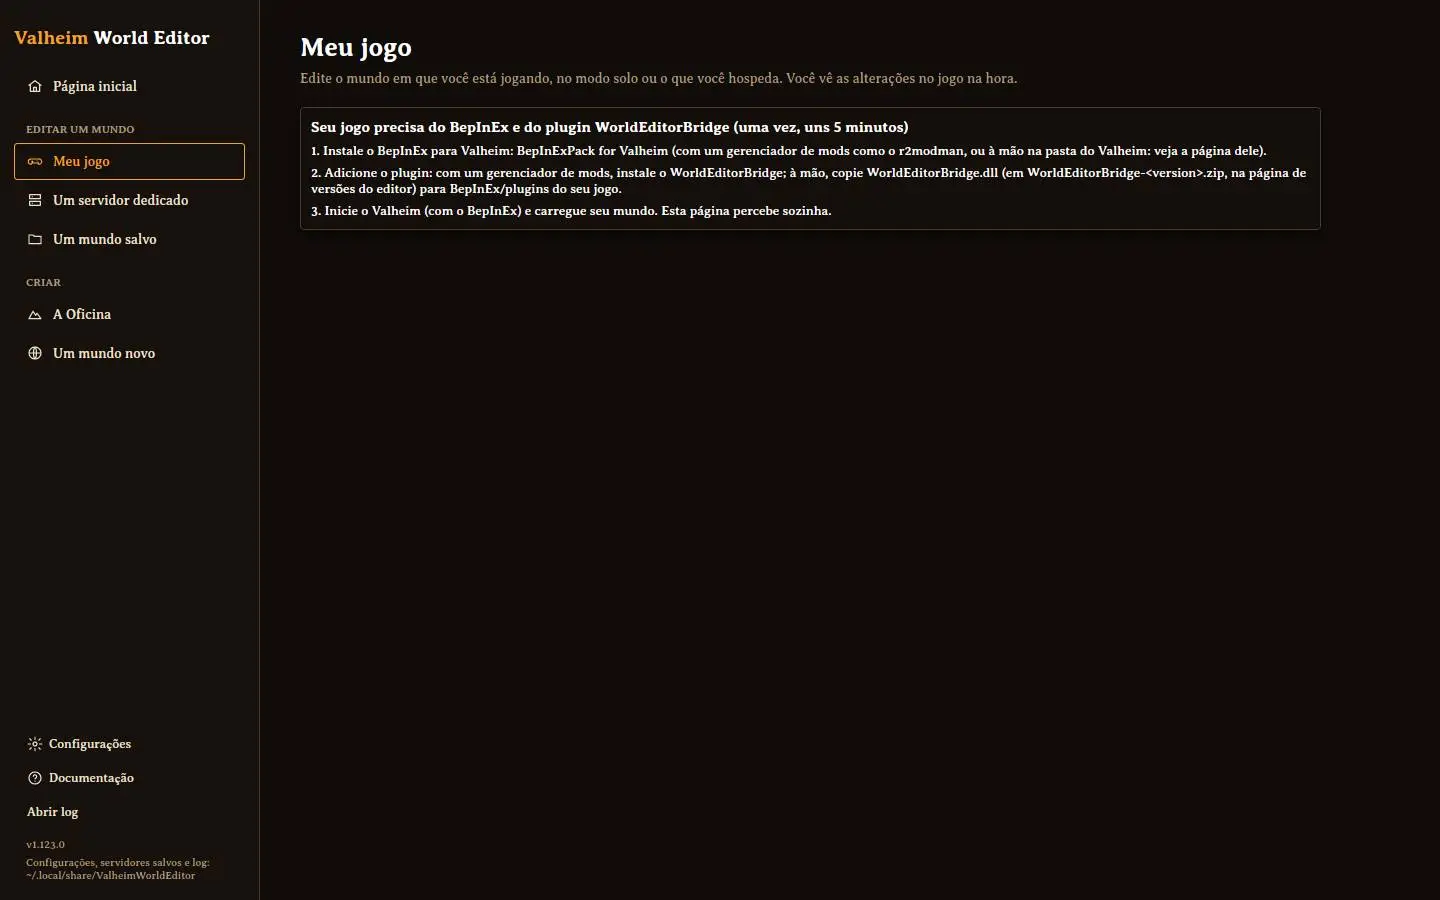 Valheim World Editor
Página inicial
EDITAR UM MUNDO
Meu jogo
Um servidor dedicado
Um mundo salvo
CRIAR
A Oficina
Um mundo novo
Configurações
Documentação
Abrir log
v1.123.0
Configurações, servidores salvos e log:
~/.local/share/ValheimWorldEditor
Meu jogo
Edite o mundo em que você está jogando, no modo solo ou o que você hospeda. Você vê as alterações no jogo na hora.
Seu jogo precisa do BepInEx e do plugin WorldEditorBridge (uma vez, uns 5 minutos)
1. Instale o BepInEx para Valheim: BepInExPack for Valheim (com um gerenciador de mods como o r2modman, ou à mão na pasta do Valheim: veja a página dele).
2. Adicione o plugin: com um gerenciador de mods, instale o WorldEditorBridge; à mão, copie WorldEditorBridge.dll (em WorldEditorBridge-<version>.zip, na página de
versões do editor) para BepInEx/plugins do seu jogo.
3. Inicie o Valheim (com o BepInEx) e carregue seu mundo. Esta página percebe sozinha.